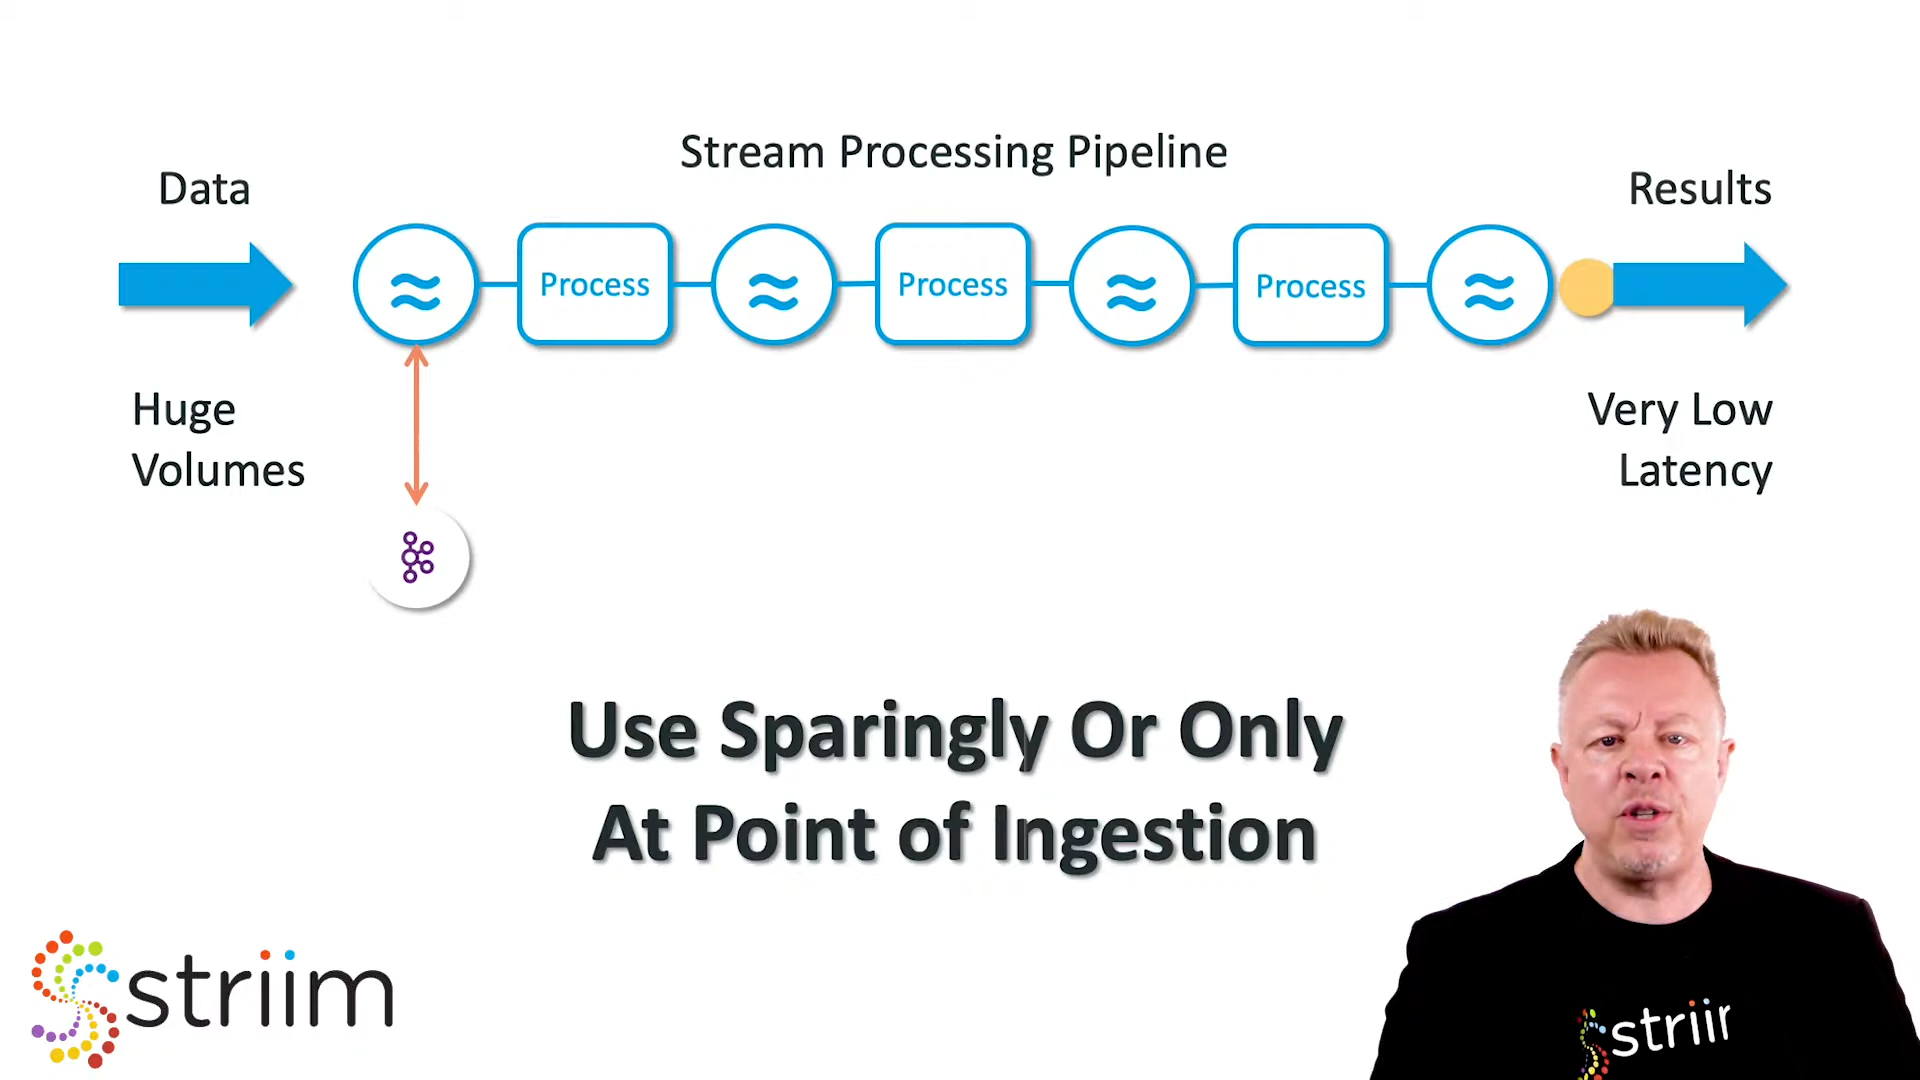 Stream Processing Pipeline
Data
Results
Process
Process
Process
Huge
Volumes
Very Low
Latency
Use Sparingly Or Only
At Point of Ingestion
striim
striir